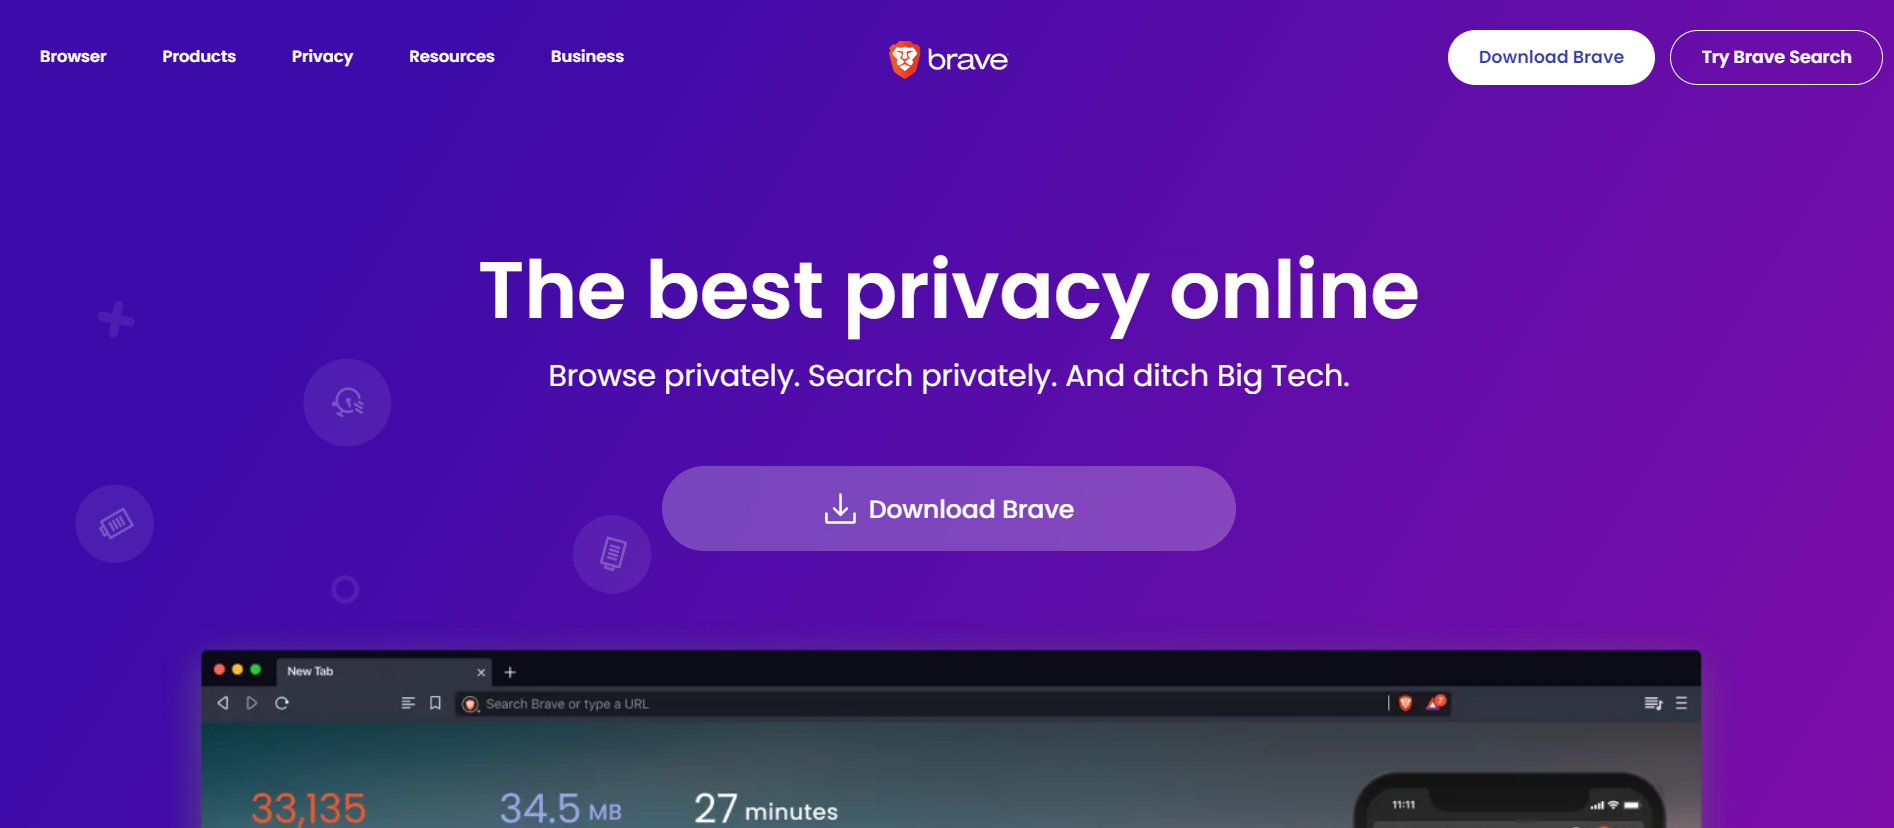 Browser Products Privacy Resources Business brave Download Brave Try Brave Search
The best privacy online
Browse privately. Search privately. And ditch Big Tech.
Download Brave
New Tab
Search Brave or type a URL 7
33,135 34.5 MB 27 minutes 11:11